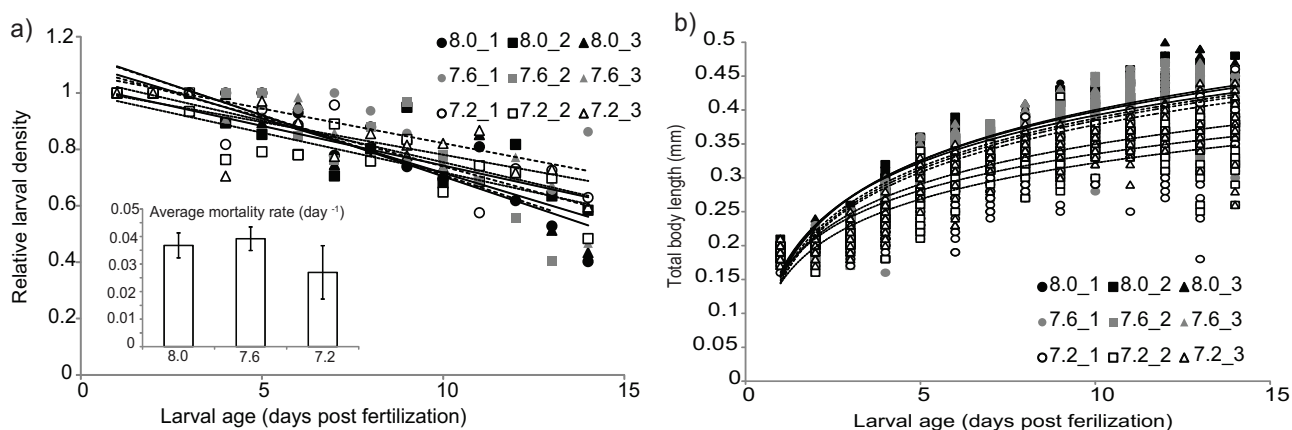 a)
1.2
1
0.8
0.6
0.4
0.2
0
Relative larval density
8.0_1 8.0_2 8.0_3
7.6_1 7.6_2 7.6_3
7.2_1 7.2_2 7.2_3
Average mortality rate (day -1)
0.05
0.04
0.03
0.02
0.01
0
8.0 7.6 7.2
0 5 10 15
Larval age (days post fertilization)
b)
0.5
0.45
0.4
0.35
0.3
0.25
0.2
0.15
0.1
0.05
0
Total body length (mm)
8.0_1 8.0_2 8.0_3
7.6_1 7.6_2 7.6_3
7.2_1 7.2_2 7.2_3
0 5 10 15
Larval age (days post ferilization)